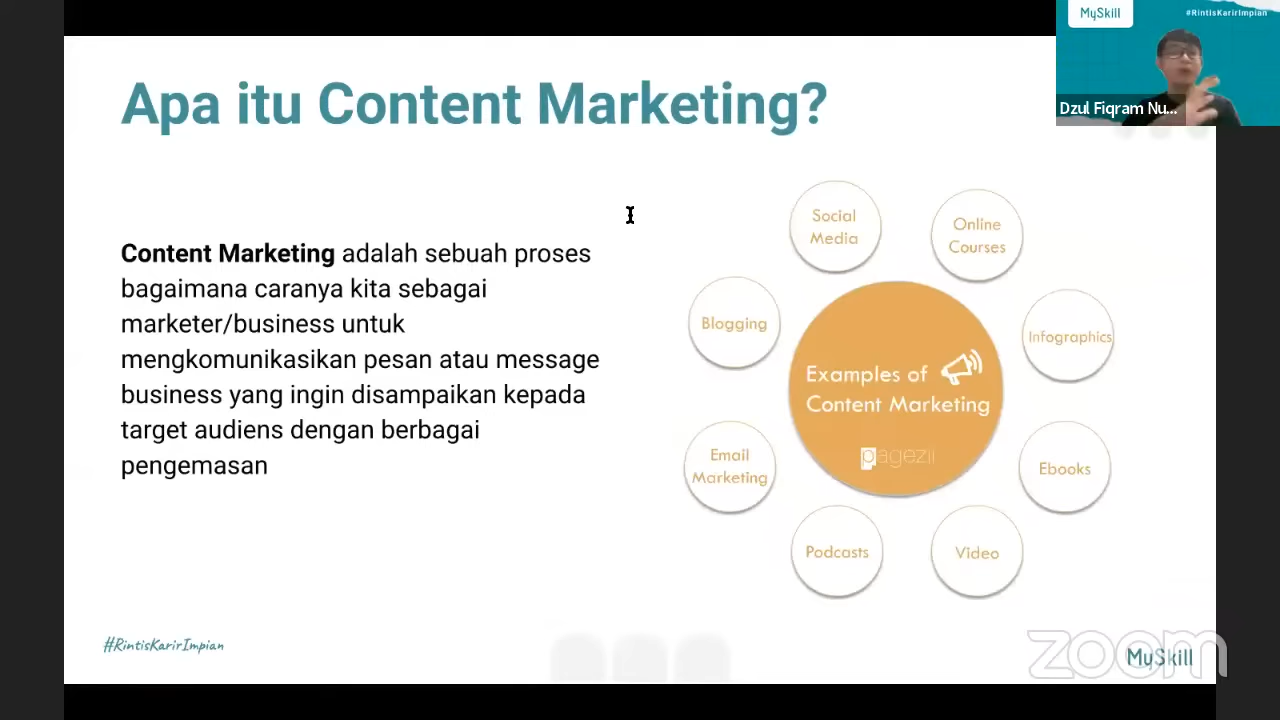 MySkill
#RintisKarirImpian
Dzul Fiqram Nu...
Apa itu Content Marketing?
Content Marketing adalah sebuah proses
bagaimana caranya kita sebagai
marketer/business untuk
mengkomunikasikan pesan atau message
business yang ingin disampaikan kepada
target audiens dengan berbagai
pengemasan
Social
Media
Online
Courses
Blogging
Infographics
Examples of
Content Marketing
pagezii
Email
Marketing
Ebooks
Podcasts
Video
#RintisKarirImpian
zoom
MySkill